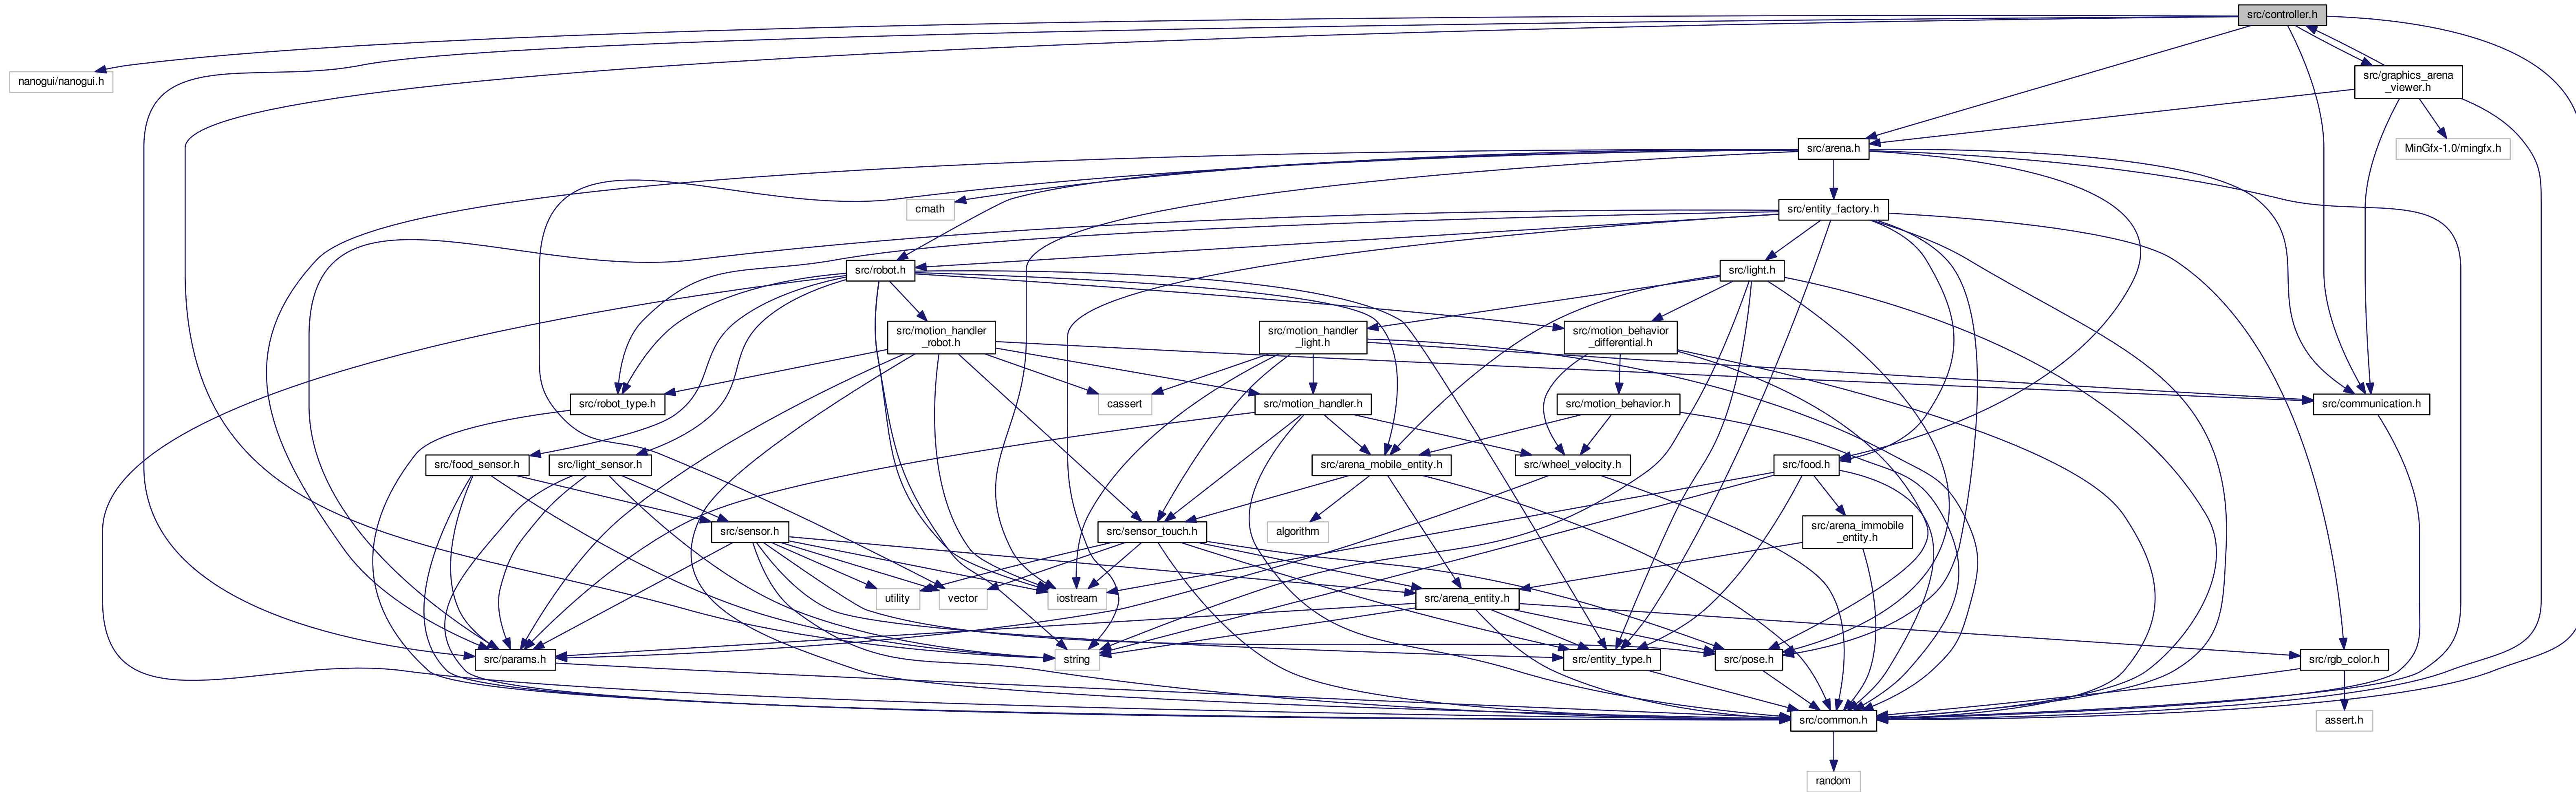 src/controller.h
nanogui/nanogui.h
src/graphics_arena
_viewer.h
src/arena.h
MinGfx-1.0/mingfx.h
cmath
src/entity_factory.h
src/robot.h
src/light.h
src/motion_handler
_robot.h
src/motion_handler
_light.h
src/motion_behavior
_differential.h
src/robot_type.h
cassert
src/motion_handler.h
src/motion_behavior.h
src/communication.h
src/food_sensor.h
src/light_sensor.h
src/arena_mobile_entity.h
src/wheel_velocity.h
src/food.h
src/sensor.h
src/sensor_touch.h
algorithm
src/arena_immobile
_entity.h
utility
vector
iostream
src/arena_entity.h
src/params.h
string
src/entity_type.h
src/pose.h
src/rgb_color.h
src/common.h
assert.h
random